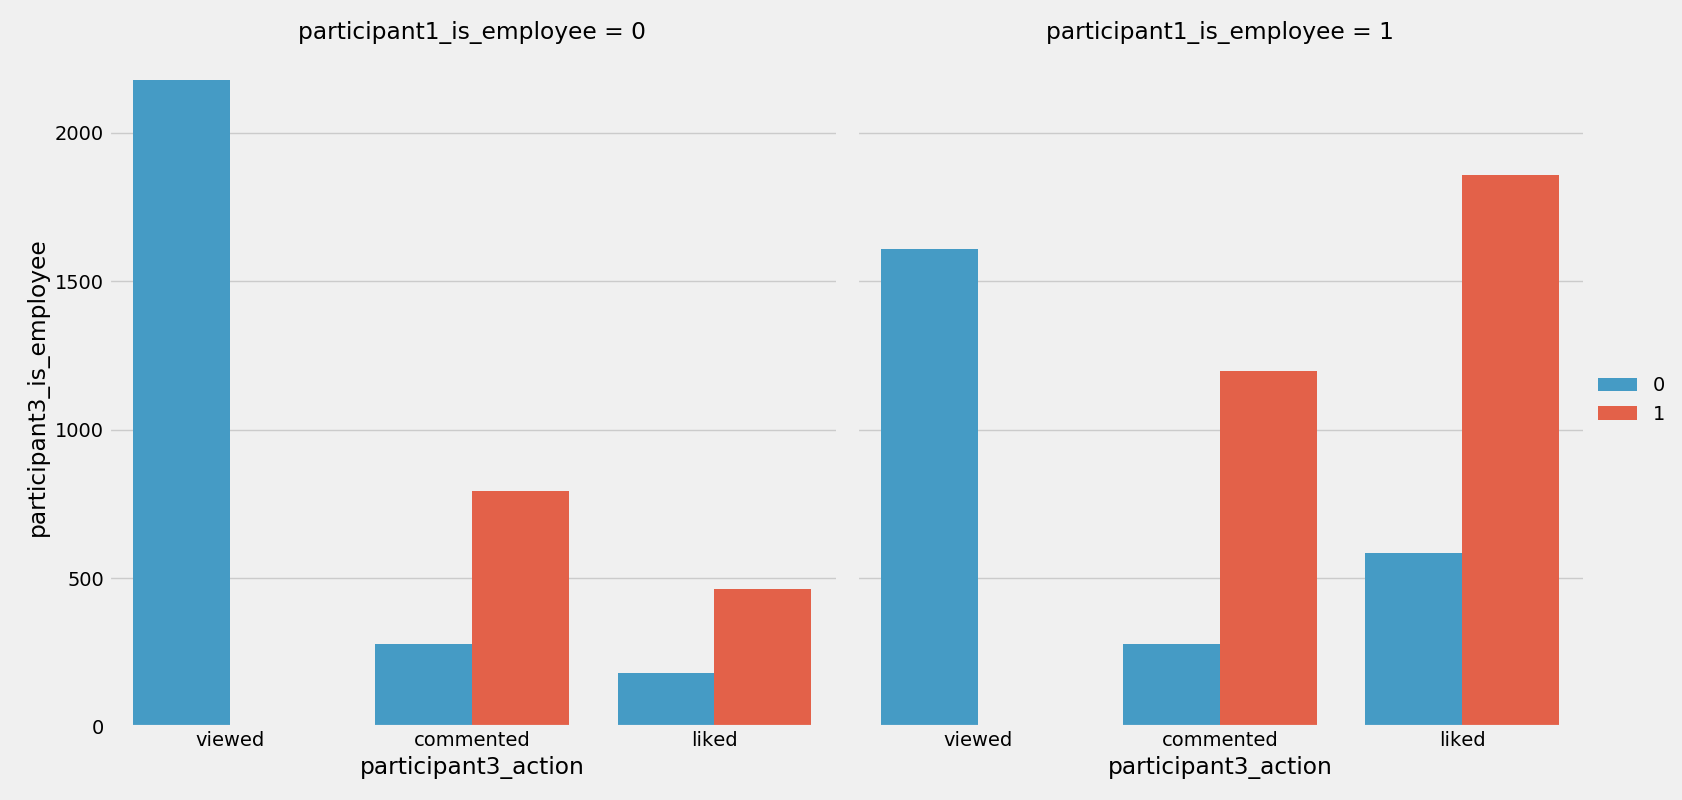 participant1_is_employee = 0
participant1_is_employee = 1
participant3_is_employee
2000
1500
1000
500
0
viewed commented liked
viewed commented liked
participant3_action
participant3_action
0
1